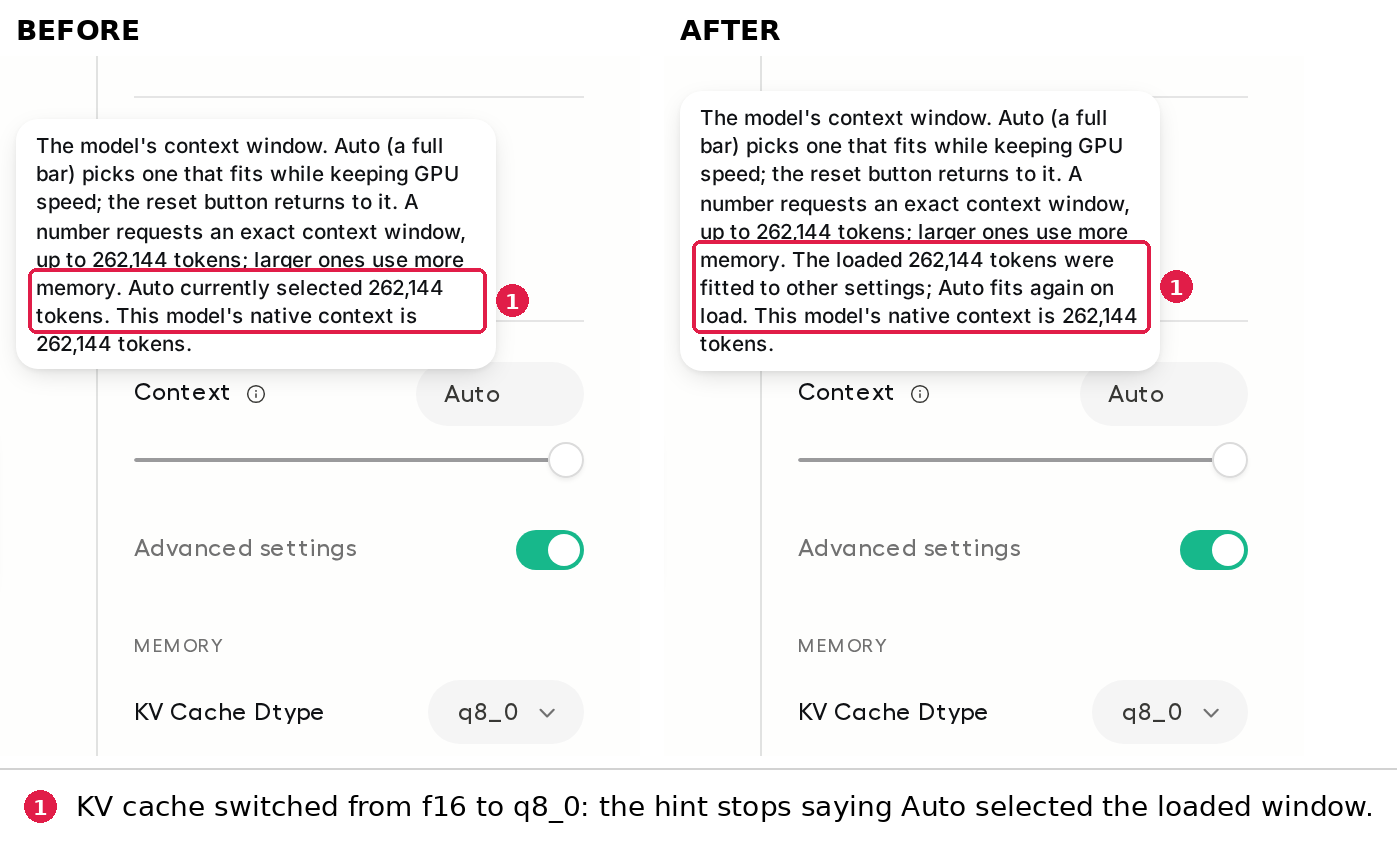 BEFORE
The model's context window. Auto (a full
bar) picks one that fits while keeping GPU
speed; the reset button returns to it. A
number requests an exact context window,
up to 262,144 tokens; larger ones use more
memory. Auto currently selected 262,144
tokens. This model's native context is
262,144 tokens.
1
Context
Auto
Advanced settings
MEMORY
KV Cache Dtype
q8_0
AFTER
The model's context window. Auto (a full
bar) picks one that fits while keeping GPU
speed; the reset button returns to it. A
number requests an exact context window,
up to 262,144 tokens; larger ones use more
memory. The loaded 262,144 tokens were
fitted to other settings; Auto fits again on
load. This model's native context is 262,144
tokens.
1
Context
Auto
Advanced settings
MEMORY
KV Cache Dtype
q8_0
1 KV cache switched from f16 to q8_0: the hint stops saying Auto selected the loaded window.